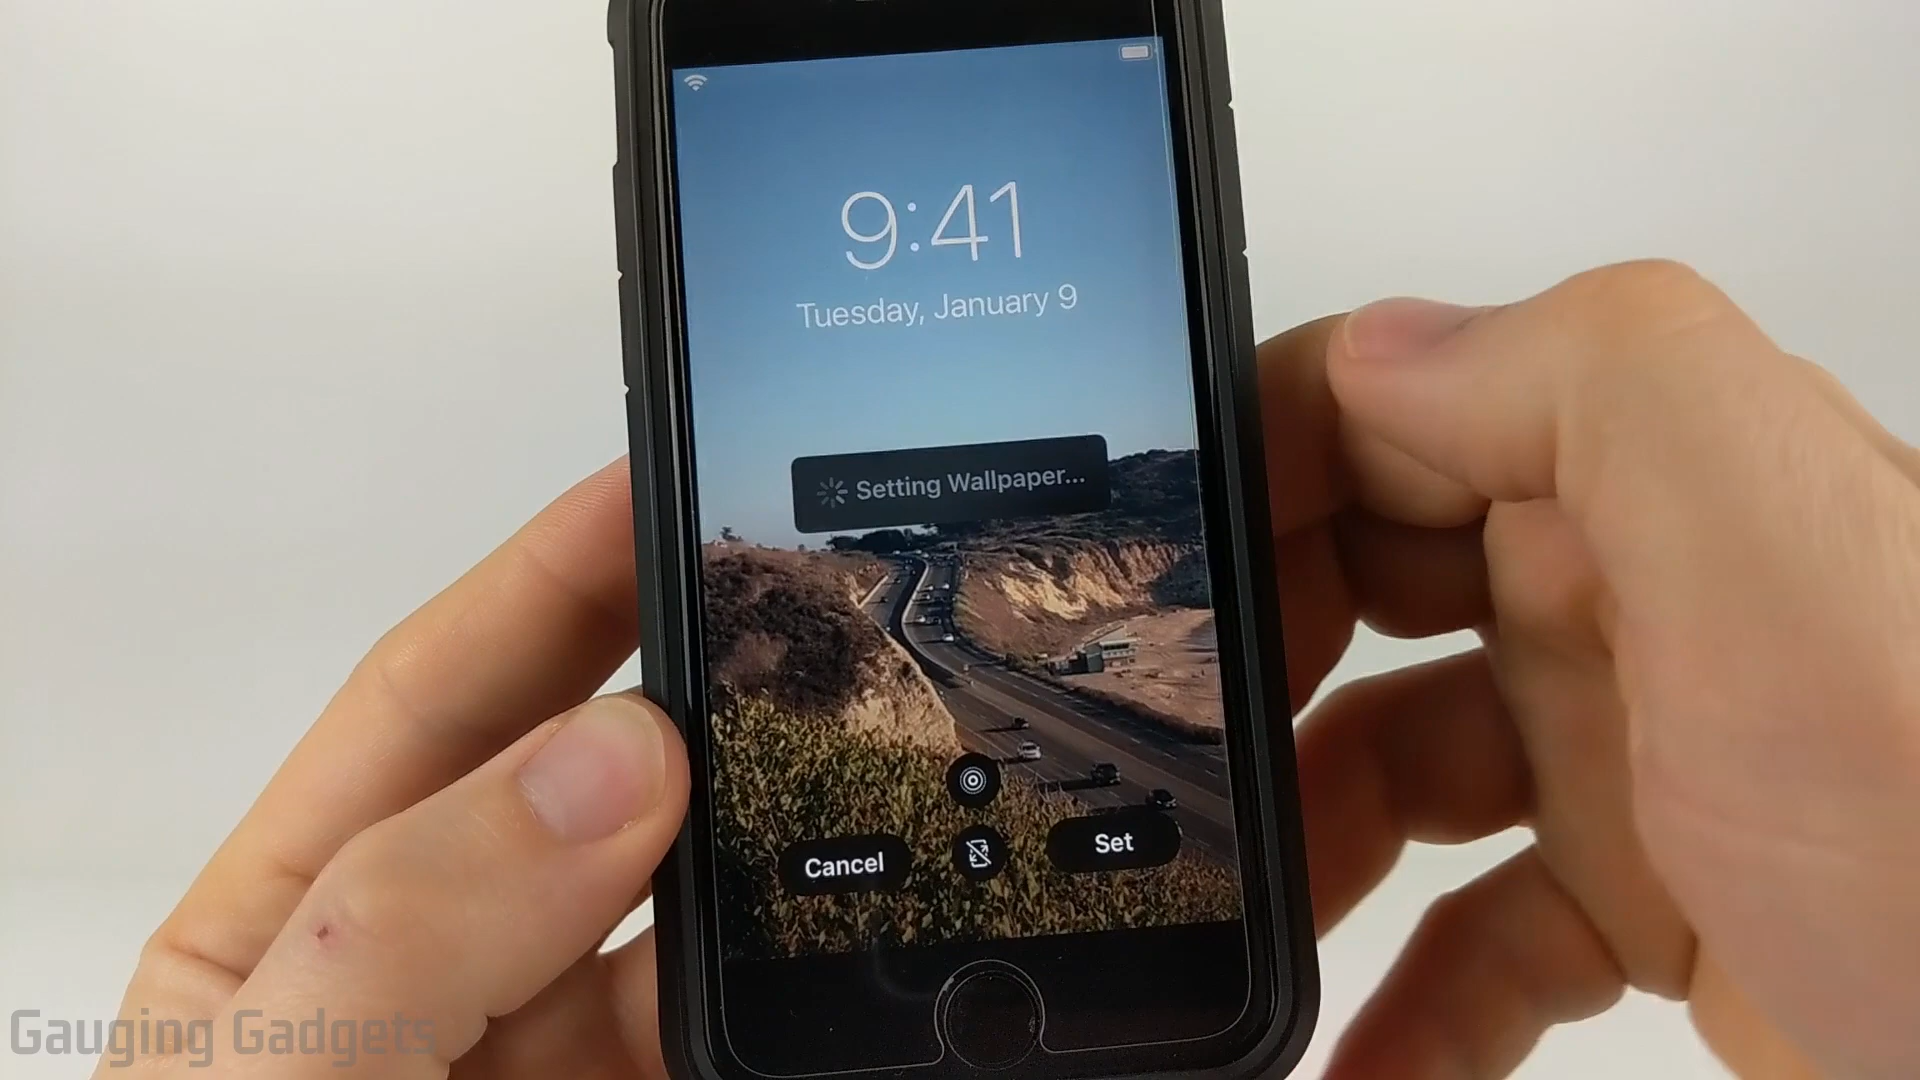 9:41
Tuesday, January 9
Setting Wallpaper...
Cancel
Set
Gauging Gadgets